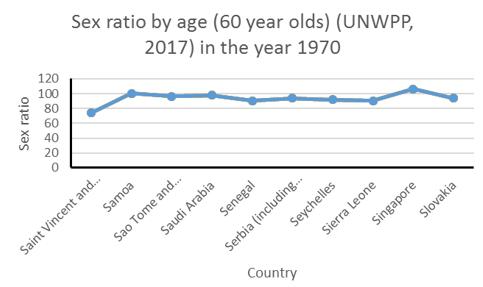 Sex ratio by age (60 year olds) (UNWPP,
2017) in the year 1970
Sex ratio
120
100
80
60
40
20
0
Saint Vincent and...
Samoa
Sao Tome and...
Saudi Arabia
Senegal
Serbia (including...
Seychelles
Sierra Leone
Singapore
Slovakia
Country